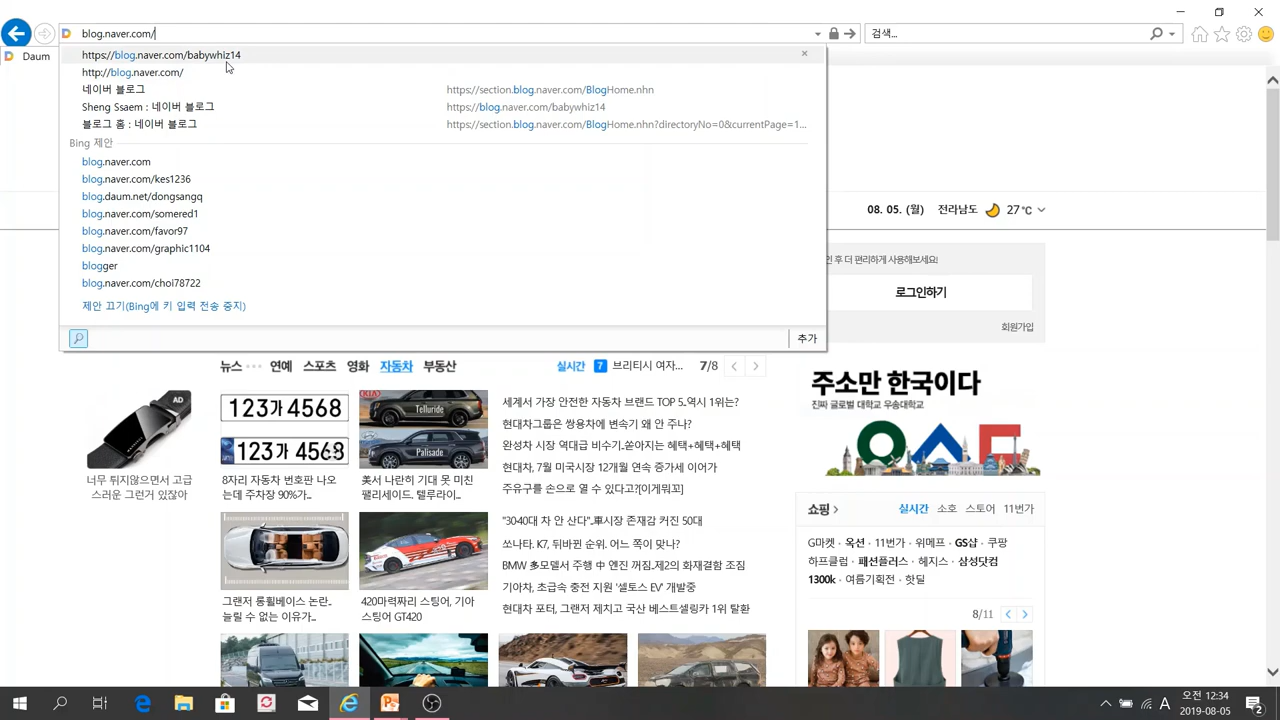 blog.naver.com/
검색...
Daum
https://blog.naver.com/babywhiz14
http://blog.naver.com/
네이버 블로그 https://section.blog.naver.com/BlogHome.nhn
Sheng Ssaem : 네이버 블로그 https://blog.naver.com/babywhiz14
블로그 홈 : 네이버 블로그 https://section.blog.naver.com/BlogHome.nhn?directoryNo=0&currentPage=1...
Bing 제안
blog.naver.com
blog.naver.com/kes1236
blog.daum.net/dongsangq
blog.naver.com/somered1
blog.naver.com/favor97
blog.naver.com/graphic1104
blogger
blog.naver.com/choi78722
제안 끄기(Bing에 키 입력 전송 중지)
추가
08. 05. (월) 전라남도 27 ℃
인 후 더 편리하게 사용해보세요!
로그인하기
회원가입
뉴스 연예 스포츠 영화 자동차 부동산
실시간 7 브리티시 여자... 7/8
AD
너무 튀지않으면서 고급
스러운 그런거 있잖아
123가 4568
123가 4568
8자리 자동차 번호판 나오
는데 주차장 90%가...
Telluride
Palisade
美서 나란히 기대 못 미친
팰리세이드. 텔루라이...
세계서 가장 안전한 자동차 브랜드 TOP 5..역시 1위는?
현대차그룹은 쌍용차에 변속기 왜 안 주나?
완성차 시장 역대급 비수기..쏟아지는 혜택+혜택+혜택
현대차, 7월 미국시장 12개월 연속 증가세 이어가
주유구를 손으로 열 수 있다고?[이게뭐꼬]
그랜저 롱휠베이스 논란..
늘릴 수 없는 이유가...
420마력짜리 스팅어, 기아
스팅어 GT420
"3040대 차 안 산다"..車시장 존재감 커진 50대
쏘나타. K7, 뒤바뀐 순위. 어느 쪽이 맞나?
BMW 多모델서 주행 中 엔진 꺼짐..제2의 화재결함 조짐
기아차, 초급속 충전 지원 '셀토스 EV' 개발중
현대차 포터, 그랜저 제치고 국산 베스트셀링카 1위 탈환
주소만 한국이다
진짜 글로벌 대학교 우송대학교
쇼핑 실시간 소호 스토어 11번가
G마켓 · 옥션 · 11번가 · 위메프 · GS샵 · 쿠팡
하프클럽 · 패션플러스 · 헤지스 · 삼성닷컴
1300k · 여름기획전 · 핫딜
8/11
A
오전 12:34
2019-08-05
2